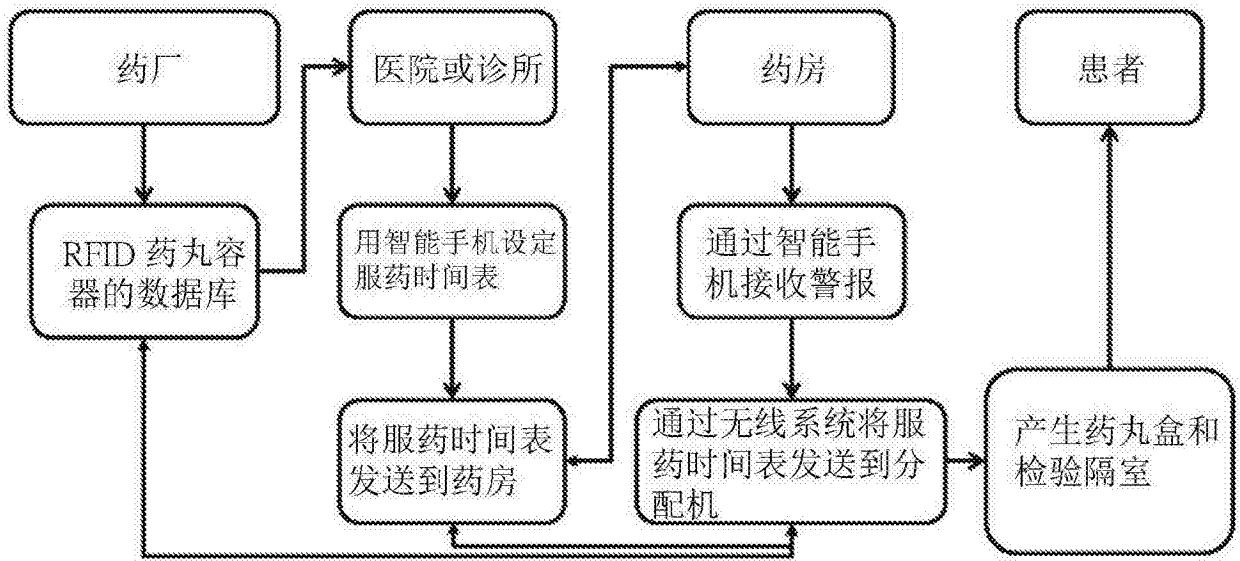 药厂
医院或诊所
药房
患者
RFID 药丸容
器的数据库
用智能手机设定
服药时间表
通过智能手
机接收警报
将服药时间表
发送到药房
通过无线系统将服
药时间表发送到分
配机
产生药丸盒和
检验隔室